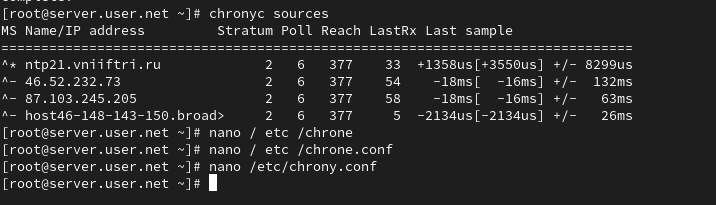 [root@server.user.net ~]# chronyc sources
MS Name/IP address         Stratum Poll Reach LastRx Last sample
===============================================================================
^* ntp21.vniiftri.ru             2   6   377    33  +1358us[+3550us] +/- 8299us
^- 46.52.232.73                  2   6   377    54    -18ms[  -16ms] +/-  132ms
^- 87.103.245.205                2   6   377    58    -18ms[  -16ms] +/-   63ms
^- host46-148-143-150.broad>     2   6   377     5  -2134us[-2134us] +/-   26ms
[root@server.user.net ~]# nano / etc /chrone
[root@server.user.net ~]# nano / etc /chrone.conf
[root@server.user.net ~]# nano /etc/chrony.conf
[root@server.user.net ~]#